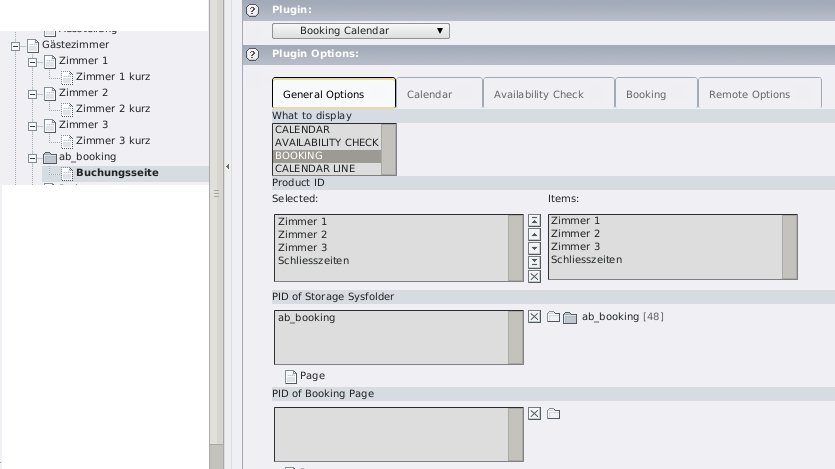 Gästezimmer
Zimmer 1
Zimmer 1 kurz
Zimmer 2
Zimmer 2 kurz
Zimmer 3
Zimmer 3 kurz
ab_booking
Buchungsseite
Plugin:
Booking Calendar
Plugin Options:
General Options
Calendar
Availability Check
Booking
Remote Options
What to display
CALENDAR
AVAILABILITY CHECK
BOOKING
CALENDAR LINE
Product ID
Selected:
Zimmer 1
Zimmer 2
Zimmer 3
Schliesszeiten
Items:
Zimmer 1
Zimmer 2
Zimmer 3
Schliesszeiten
PID of Storage Sysfolder
ab_booking
ab_booking [48]
Page
PID of Booking Page